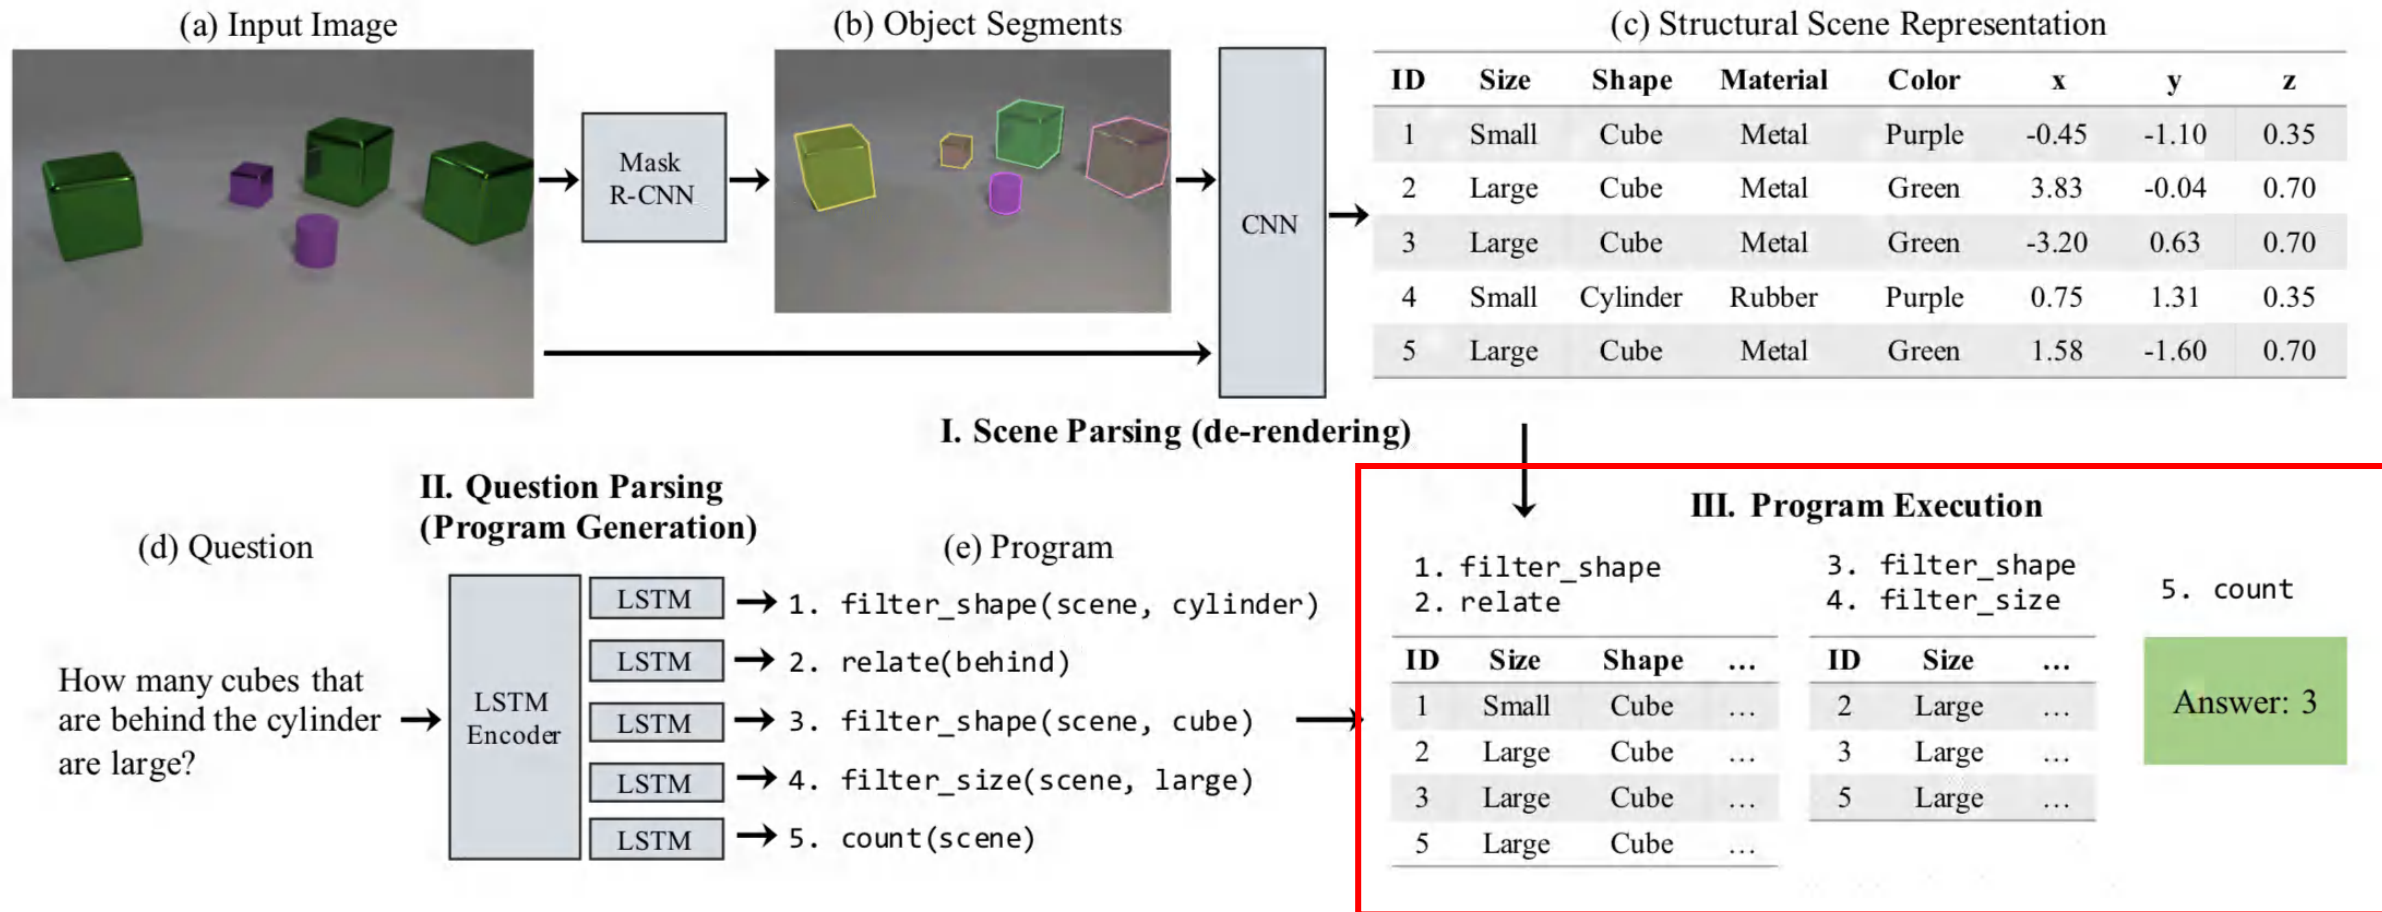 (a) Input Image
(b) Object Segments
(c) Structural Scene Representation
Mask
R-CNN
CNN
ID Size Shape Material Color x y z
1 Small Cube Metal Purple -0.45 -1.10 0.35
2 Large Cube Metal Green 3.83 -0.04 0.70
3 Large Cube Metal Green -3.20 0.63 0.70
4 Small Cylinder Rubber Purple 0.75 1.31 0.35
5 Large Cube Metal Green 1.58 -1.60 0.70
I. Scene Parsing (de-rendering)
II. Question Parsing
(Program Generation)
(d) Question
How many cubes that
are behind the cylinder
are large?
LSTM
Encoder
(e) Program
LSTM 1. filter_shape(scene, cylinder)
LSTM 2. relate(behind)
LSTM 3. filter_shape(scene, cube)
LSTM 4. filter_size(scene, large)
LSTM 5. count(scene)
III. Program Execution
1. filter_shape
2. relate
ID Size Shape ...
1 Small Cube ...
2 Large Cube ...
3 Large Cube ...
5 Large Cube ...
3. filter_shape
4. filter_size
ID Size ...
2 Large ...
3 Large ...
5 Large ...
5. count
Answer: 3